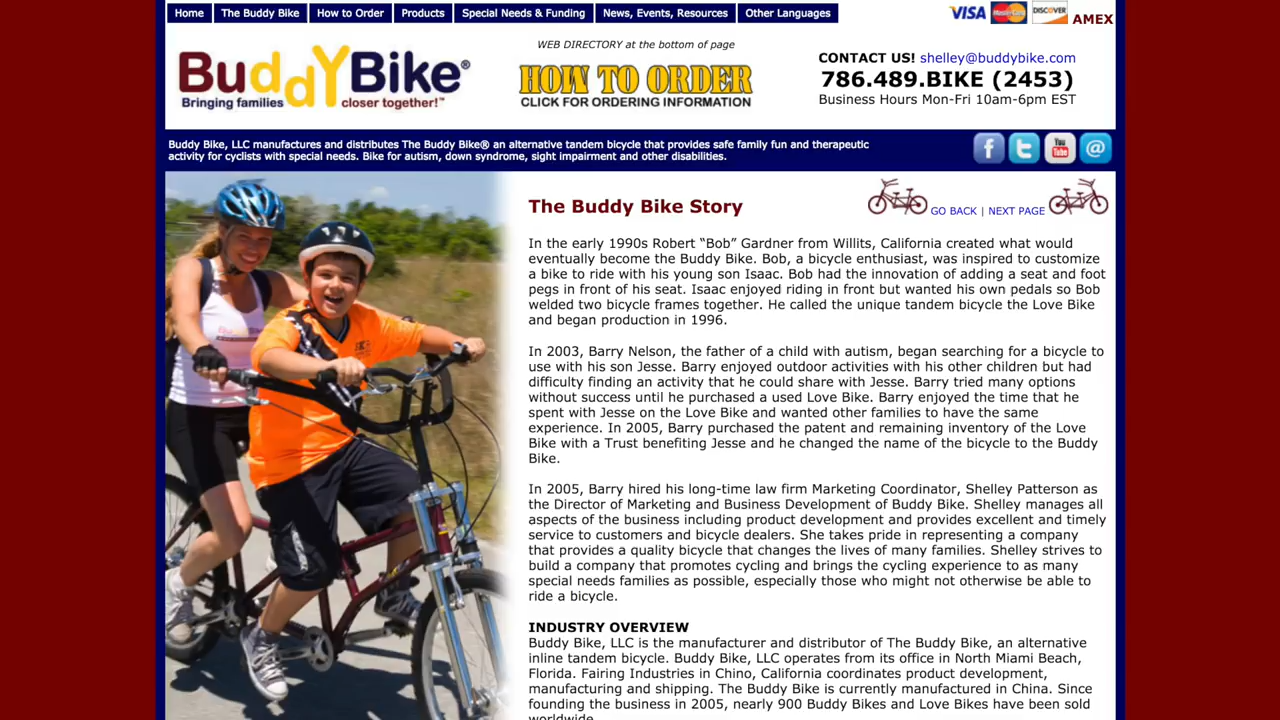 Home The Buddy Bike How to Order Products Special Needs & Funding News, Events, Resources Other Languages
VISA MasterCard DISCOVER AMEX
WEB DIRECTORY at the bottom of page
BuddyBike®
Bringing families closer together!™
HOW TO ORDER
CLICK FOR ORDERING INFORMATION
CONTACT US! shelley@buddybike.com
786.489.BIKE (2453)
Business Hours Mon-Fri 10am-6pm EST
Buddy Bike, LLC manufactures and distributes The Buddy Bike® an alternative tandem bicycle that provides safe family fun and therapeutic
activity for cyclists with special needs. Bike for autism, down syndrome, sight impairment and other disabilities.
You Tube
The Buddy Bike Story
GO BACK | NEXT PAGE
In the early 1990s Robert “Bob” Gardner from Willits, California created what would
eventually become the Buddy Bike. Bob, a bicycle enthusiast, was inspired to customize
a bike to ride with his young son Isaac. Bob had the innovation of adding a seat and foot
pegs in front of his seat. Isaac enjoyed riding in front but wanted his own pedals so Bob
welded two bicycle frames together. He called the unique tandem bicycle the Love Bike
and began production in 1996.
In 2003, Barry Nelson, the father of a child with autism, began searching for a bicycle to
use with his son Jesse. Barry enjoyed outdoor activities with his other children but had
difficulty finding an activity that he could share with Jesse. Barry tried many options
without success until he purchased a used Love Bike. Barry enjoyed the time that he
spent with Jesse on the Love Bike and wanted other families to have the same
experience. In 2005, Barry purchased the patent and remaining inventory of the Love
Bike with a Trust benefiting Jesse and he changed the name of the bicycle to the Buddy
Bike.
In 2005, Barry hired his long-time law firm Marketing Coordinator, Shelley Patterson as
the Director of Marketing and Business Development of Buddy Bike. Shelley manages all
aspects of the business including product development and provides excellent and timely
service to customers and bicycle dealers. She takes pride in representing a company
that provides a quality bicycle that changes the lives of many families. Shelley strives to
build a company that promotes cycling and brings the cycling experience to as many
special needs families as possible, especially those who might not otherwise be able to
ride a bicycle.
INDUSTRY OVERVIEW
Buddy Bike, LLC is the manufacturer and distributor of The Buddy Bike, an alternative
inline tandem bicycle. Buddy Bike, LLC operates from its office in North Miami Beach,
Florida. Fairing Industries in Chino, California coordinates product development,
manufacturing and shipping. The Buddy Bike is currently manufactured in China. Since
founding the business in 2005, nearly 900 Buddy Bikes and Love Bikes have been sold
worldwide.